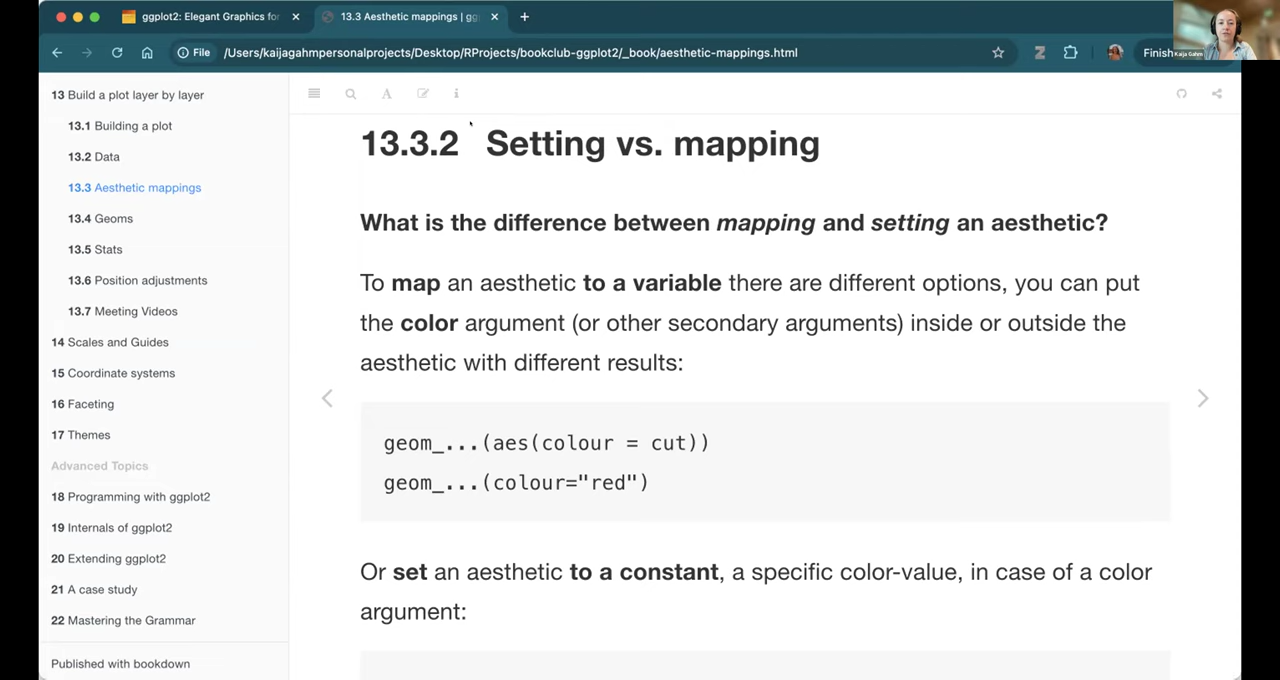 ggplot2: Elegant Graphics for
13.3 Aesthetic mappings | gg
File
/Users/kaijagahmpersonalprojects/Desktop/RProjects/bookclub-ggplot2/_book/aesthetic-mappings.html
Finish
Kaija Gahm
13 Build a plot layer by layer
13.1 Building a plot
13.2 Data
13.3 Aesthetic mappings
13.4 Geoms
13.5 Stats
13.6 Position adjustments
13.7 Meeting Videos
14 Scales and Guides
15 Coordinate systems
16 Faceting
17 Themes
Advanced Topics
18 Programming with ggplot2
19 Internals of ggplot2
20 Extending ggplot2
21 A case study
22 Mastering the Grammar
Published with bookdown
13.3.2 Setting vs. mapping
What is the difference between mapping and setting an aesthetic?
To map an aesthetic to a variable there are different options, you can put
the color argument (or other secondary arguments) inside or outside the
aesthetic with different results:
geom_...(aes(colour = cut))
geom_...(colour="red")
Or set an aesthetic to a constant, a specific color-value, in case of a color
argument: